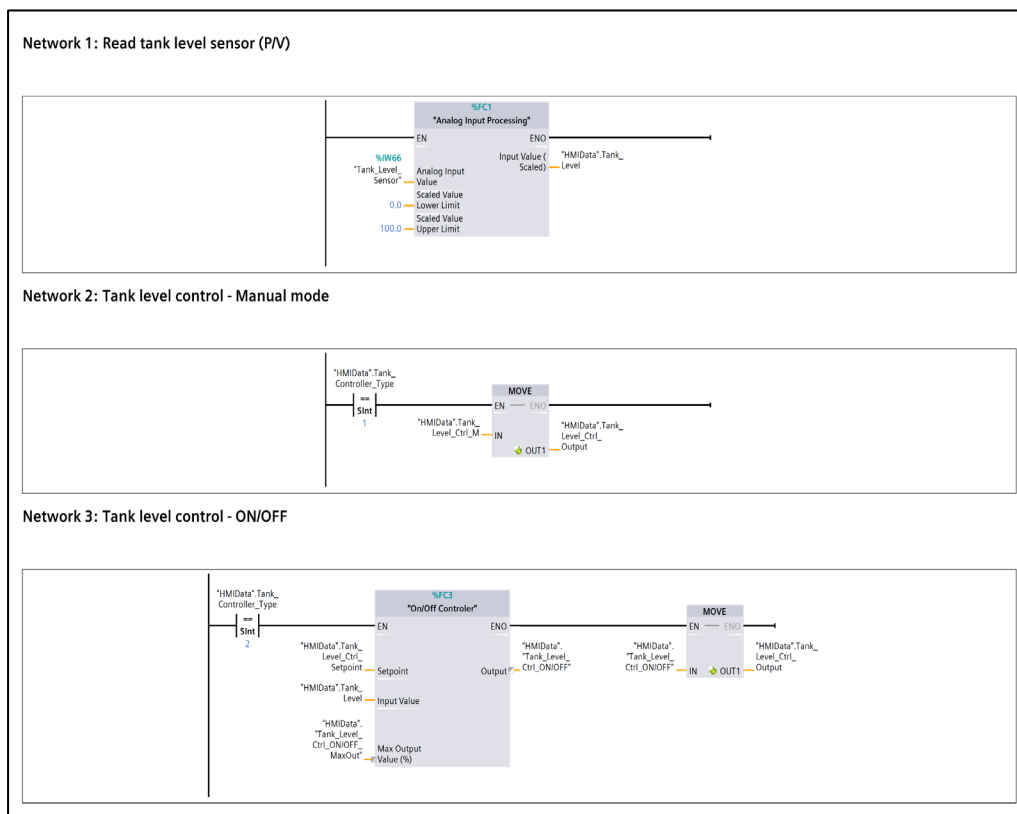 Network 1: Read tank level sensor (P/V)
%FC1
"Analog Input Processing"
EN
ENO
%IW66
"Tank_Level_
Sensor"
Analog Input
Value
Input Value (
Scaled)
"HMIData".Tank_
Level
0.0
Scaled Value
Lower Limit
100.0
Scaled Value
Upper Limit
Network 2: Tank level control - Manual mode
"HMIData".Tank_
Controller_Type
==
SInt
1
MOVE
EN
ENO
"HMIData".Tank_
Level_Ctrl_M
IN
OUT1
"HMIData".Tank_
Level_Ctrl_
Output
Network 3: Tank level control - ON/OFF
"HMIData".Tank_
Controller_Type
==
SInt
2
%FC3
"On/Off Controler"
EN
ENO
"HMIData".Tank_
Level_Ctrl_
Setpoint
Setpoint
Output
"HMIData".
"Tank_Level_
Ctrl_ON/OFF"
"HMIData".Tank_
Level
Input Value
"HMIData".
"Tank_Level_
Ctrl_ON/OFF_
MaxOut"
Max Output
Value (%)
MOVE
EN
ENO
"HMIData".
"Tank_Level_
Ctrl_ON/OFF"
IN
OUT1
"HMIData".Tank_
Level_Ctrl_
Output